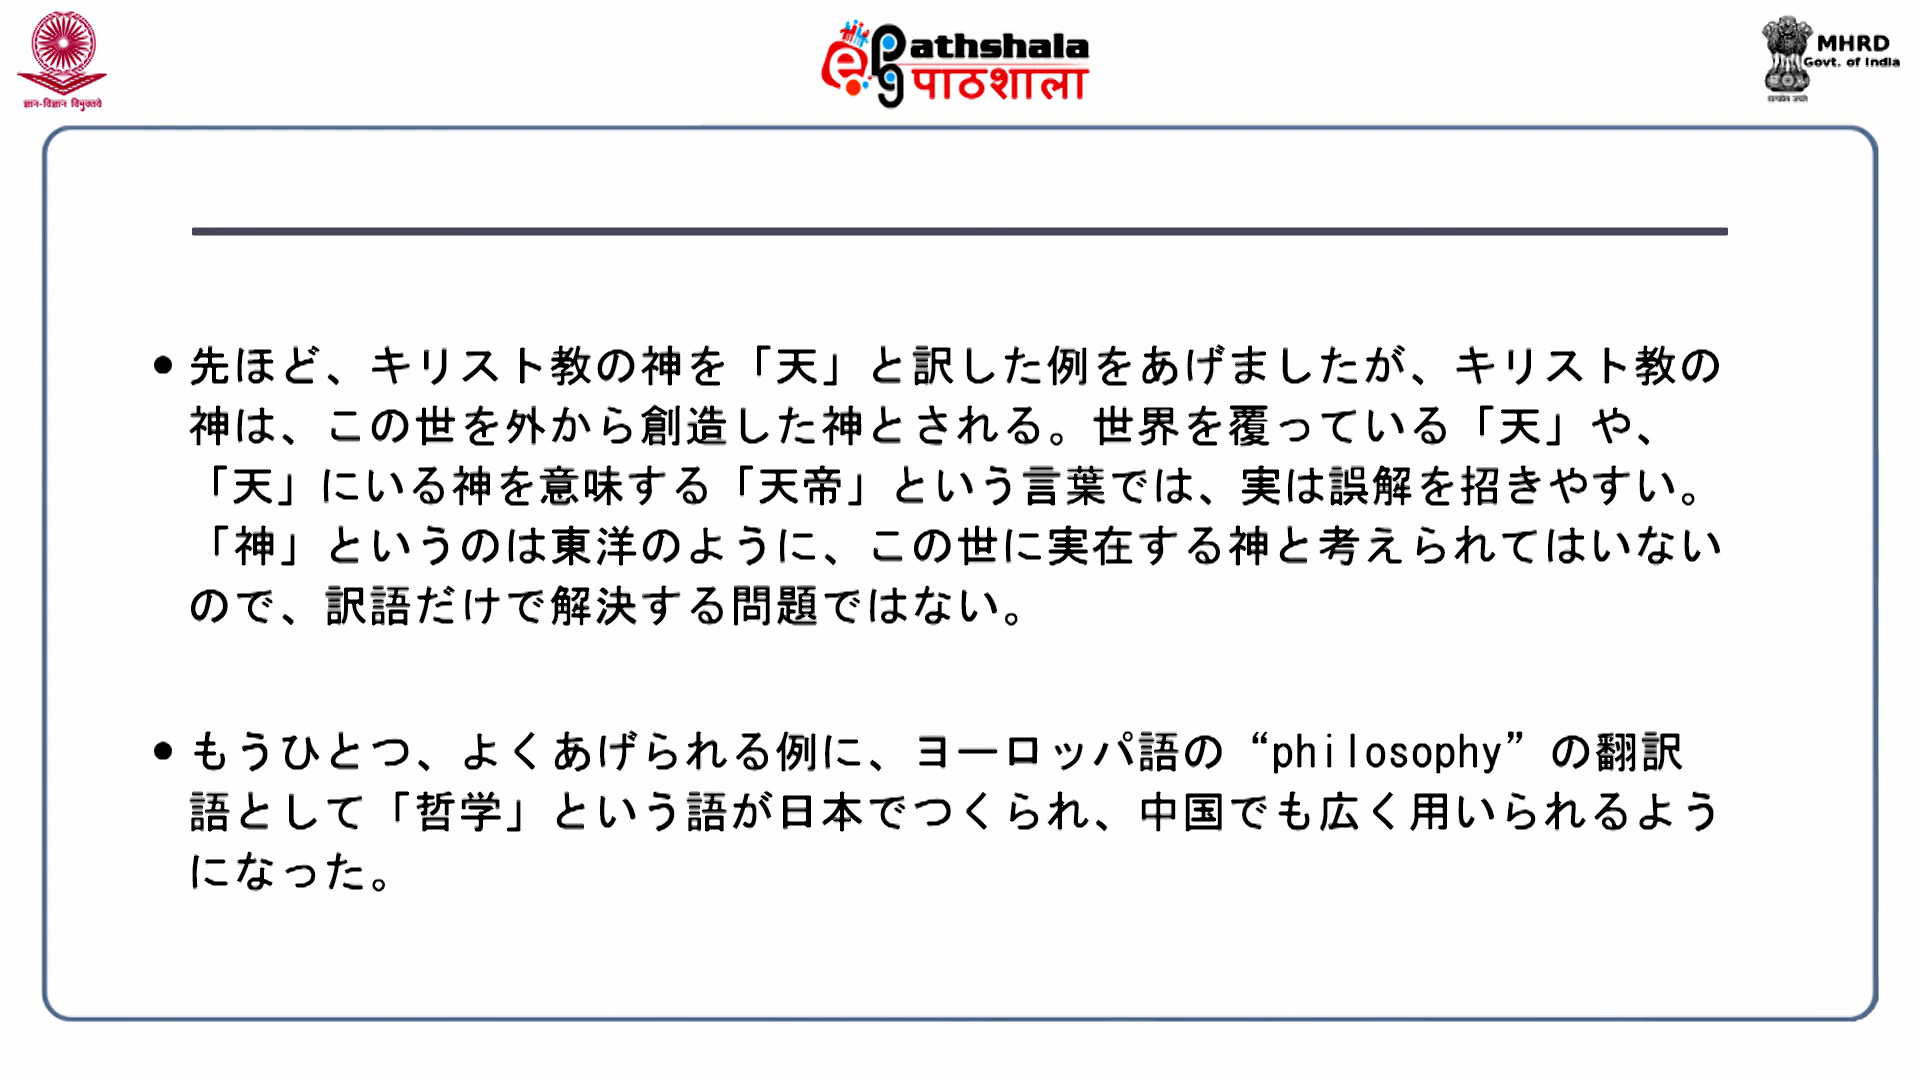 ज्ञान-विज्ञान विमुक्तये
ePathshala
पाठशाला
MHRD
Govt. of India
• 先ほど、キリスト教の神を「天」と訳した例をあげましたが、キリスト教の
神は、この世を外から創造した神とされる。世界を覆っている「天」や、
「天」にいる神を意味する「天帝」という言葉では、実は誤解を招きやすい。
「神」というのは東洋のように、この世に実在する神と考えられてはいない
ので、訳語だけで解決する問題ではない。
• もうひとつ、よくあげられる例に、ヨーロッパ語の“philosophy”の翻訳
語として「哲学」という語が日本でつくられ、中国でも広く用いられるよう
になった。